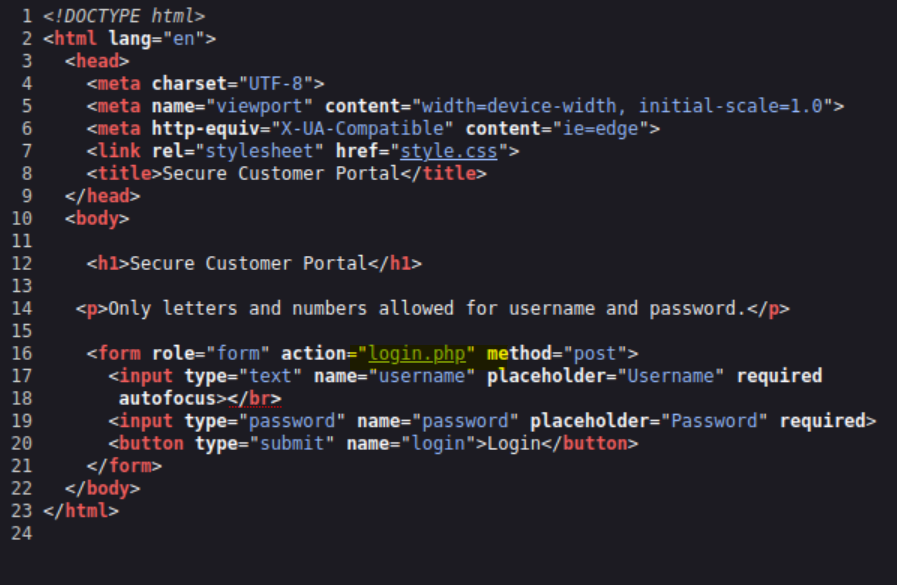 1 <!DOCTYPE html>
2 <html lang="en">
3   <head>
4     <meta charset="UTF-8">
5     <meta name="viewport" content="width=device-width, initial-scale=1.0">
6     <meta http-equiv="X-UA-Compatible" content="ie=edge">
7     <link rel="stylesheet" href="style.css">
8     <title>Secure Customer Portal</title>
9   </head>
10   <body>
11
12     <h1>Secure Customer Portal</h1>
13
14    <p>Only letters and numbers allowed for username and password.</p>
15
16     <form role="form" action="login.php" method="post">
17       <input type="text" name="username" placeholder="Username" required
18        autofocus></br>
19       <input type="password" name="password" placeholder="Password" required>
20       <button type="submit" name="login">Login</button>
21     </form>
22   </body>
23 </html>
24